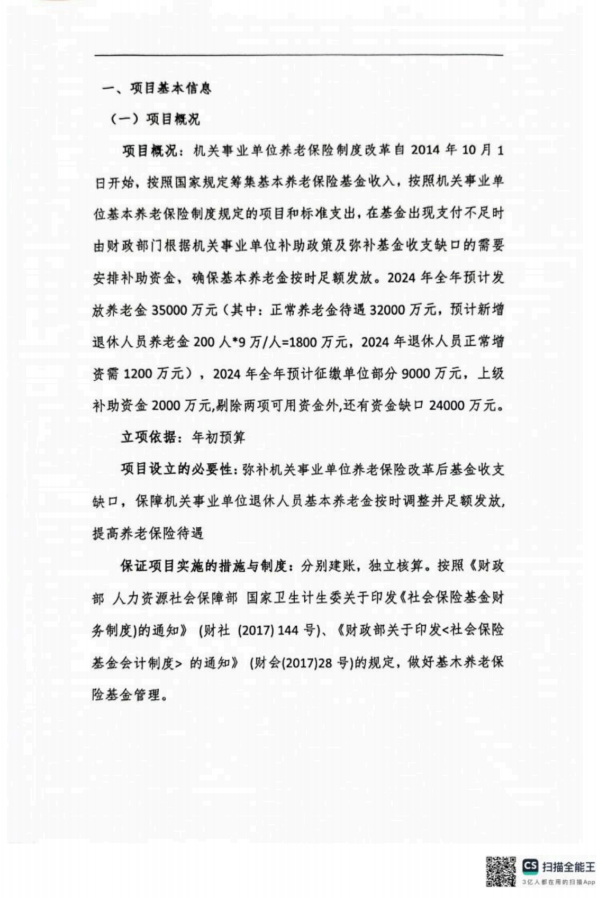 一、项目基本信息
（一）项目概况
项目概况：机关事业单位养老保险制度改革自 2014 年 10 月 1
日开始，按照国家规定筹集基本养老保险基金收入，按照机关事业单
位基本养老保险制度规定的项目和标准支出，在基金出现支付不足时
由财政部门根据机关事业单位补助政策及弥补基金收支缺口的需要
安排补助资金、确保基本养老金按时足额发放。2024 年全年预计发
放养老金 35000 万元（其中：正常养老金待遇 32000 万元，预计新增
退休人员养老金 200 人*9 万/人=1800 万元，2024 年退休人员正常增
资需 1200 万元），2024 年全年预计征缴单位部分 9000 万元，上级
补助资金 2000 万元,剔除两项可用资金外,还有资金缺口 24000 万元。
立项依据：年初预算
项目设立的必要性：弥补机关事业单位养老保险改革后基金收支
缺口，保障机关事业单位退休人员基本养老金按时调整并足额发放,
提高养老保险待遇
保证项目实施的措施与制度：分别建账，独立核算。按照《财政
部 人力资源社会保障部 国家卫生计生委关于印发《社会保险基金财
务制度)的通知》 (财社 (2017) 144 号)、《财政部关于印发<社会保险
基金会计制度> 的通知》 (财会(2017)28 号)的规定，做好基木养老保
险基金管理。
CS 扫描全能王
3亿人都在用的扫描App